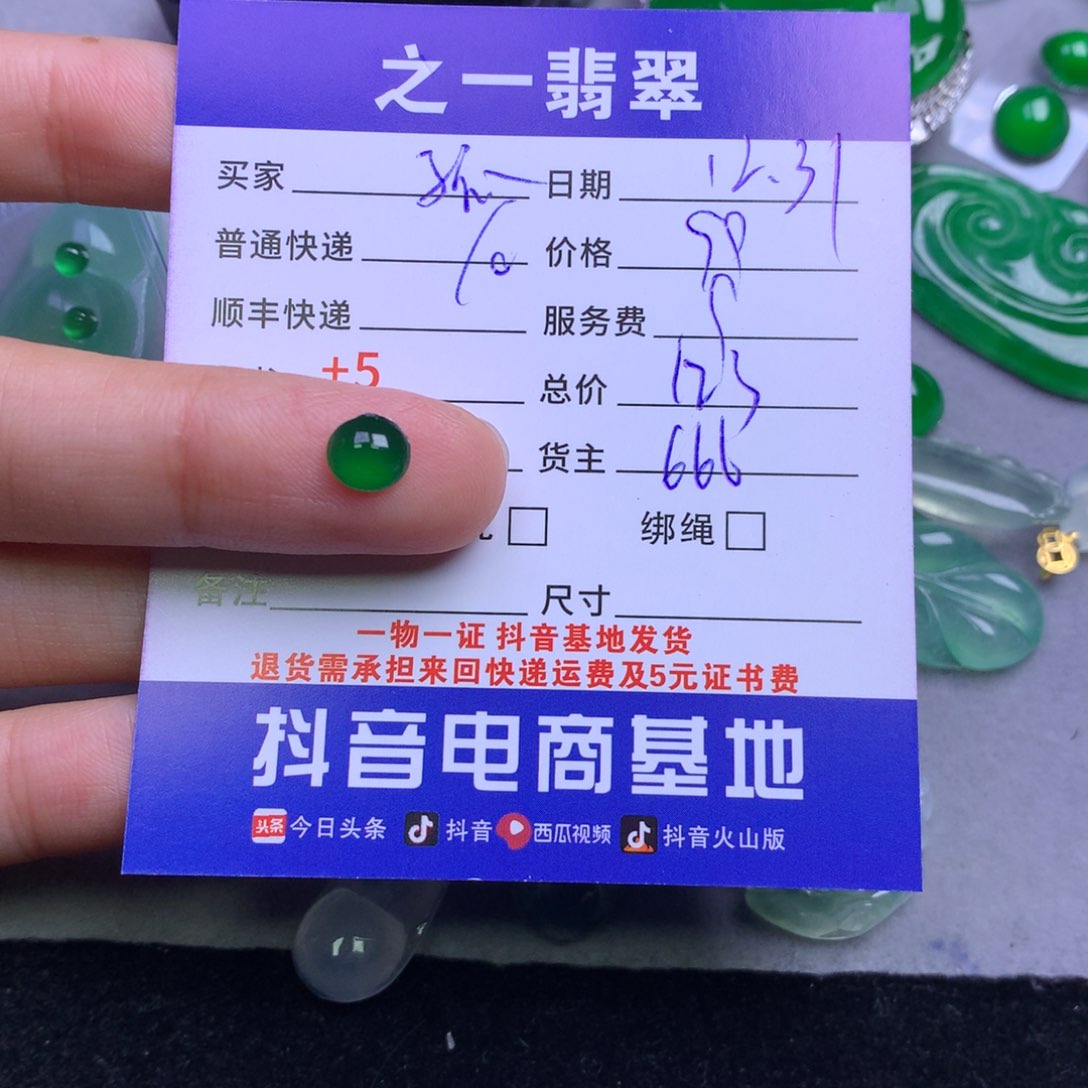 之一翡翠
买家 日期 12.31
普通快递 10 价格
顺丰快递 服务费
+5 总价 123
货主 666
绑绳
备注 尺寸
一物一证 抖音基地发货
退货需承担来回快递运费及5元证书费
抖音电商基地
头条 今日头条 抖音 西瓜视频 抖音火山版